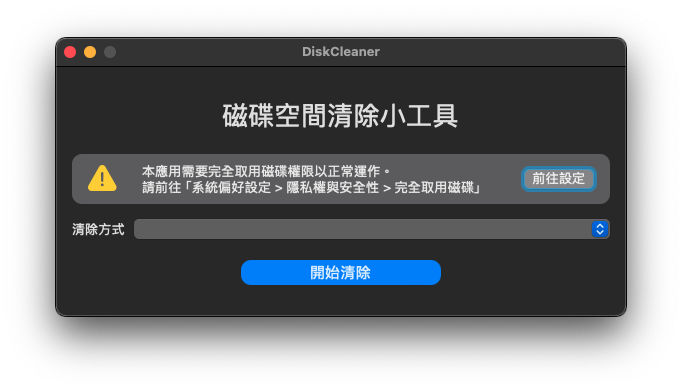 DiskCleaner
磁碟空間清除小工具
本應用需要完全取用磁碟權限以正常運作。
請前往「系統偏好設定 > 隱私權與安全性 > 完全取用磁碟」
前往設定
清除方式
開始清除